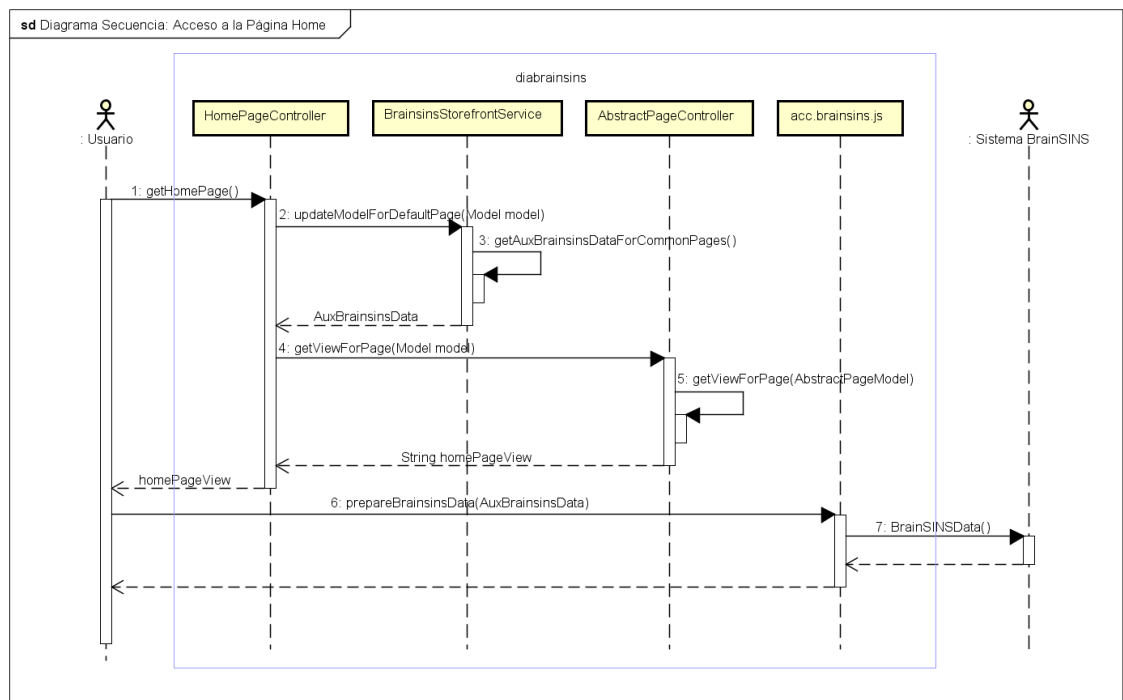 sd Diagrama Secuencia: Acceso a la Página Home
diabrainsins
HomePageController
BrainsinsStorefrontService
AbstractPageController
acc.brainsins.js
: Usuario
: Sistema BrainSINS
1: getHomePage()
2: updateModelForDefaultPage(Model model)
3: getAuxBrainsinsDataForCommonPages()
AuxBrainsinsData
4: getViewForPage(Model model)
5: getViewForPage(AbstractPageModel)
String homePageView
homePageView
6: prepareBrainsinsData(AuxBrainsinsData)
7: BrainSINSData()